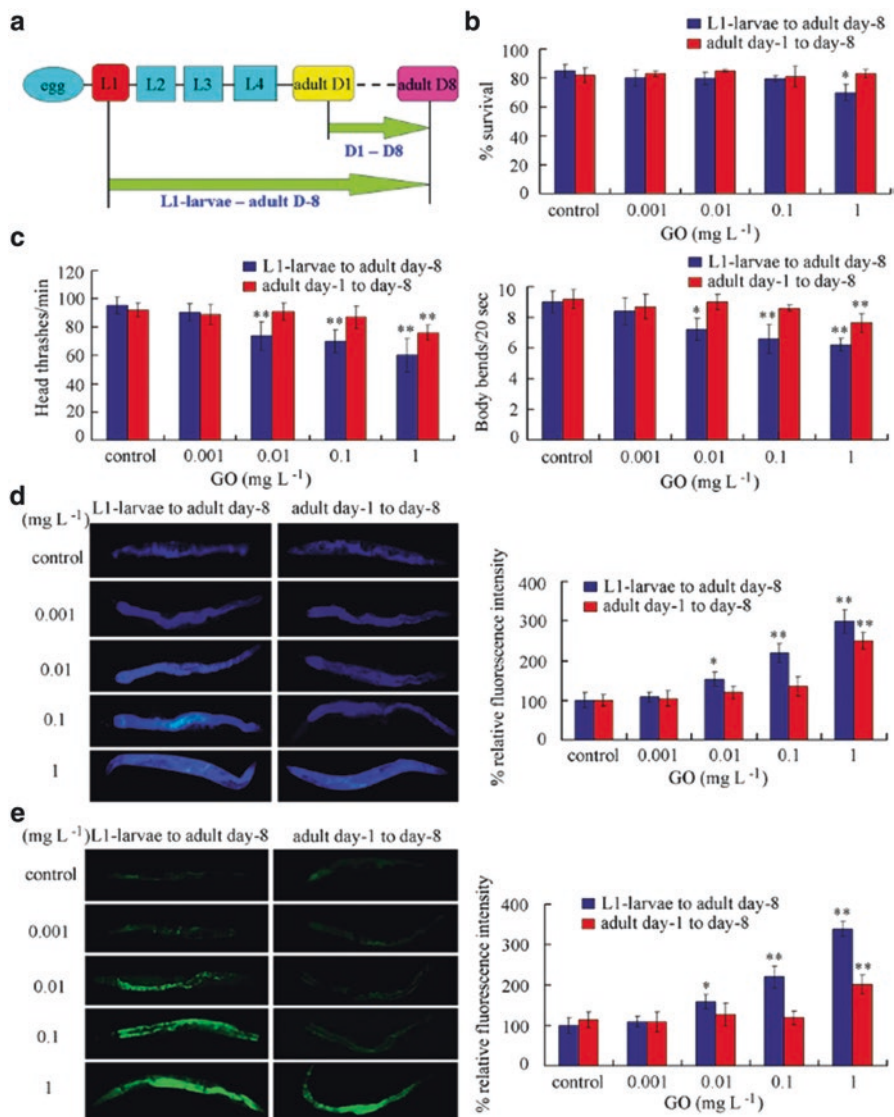 a
egg
L1
L2
L3
L4
adult D1
adult D8
D1 – D8
L1-larvae – adult D-8
b
L1-larvae to adult day-8
adult day-1 to day-8
% survival
100
80
60
40
20
0
*
control 0.001 0.01 0.1 1
GO (mg L -1)
c
L1-larvae to adult day-8
adult day-1 to day-8
Head thrashes/min
120
100
80
60
40
20
0
** ** ** **
control 0.001 0.01 0.1 1
GO (mg L -1)
L1-larvae to adult day-8
adult day-1 to day-8
Body bends/20 sec
10
8
6
4
2
0
* ** ** **
control 0.001 0.01 0.1 1
GO (mg L -1)
d
(mg L -1)
L1-larvae to adult day-8
adult day-1 to day-8
control
0.001
0.01
0.1
1
L1-larvae to adult day-8
adult day-1 to day-8
% relative fluorescence intensity
400
300
200
100
0
* ** ** **
control 0.001 0.01 0.1 1
GO (mg L -1)
e
(mg L -1)
L1-larvae to adult day-8
adult day-1 to day-8
control
0.001
0.01
0.1
1
L1-larvae to adult day-8
adult day-1 to day-8
% relative fluorescence intensity
400
300
200
100
0
* ** ** **
control 0.001 0.01 0.1 1
GO (mg L -1)